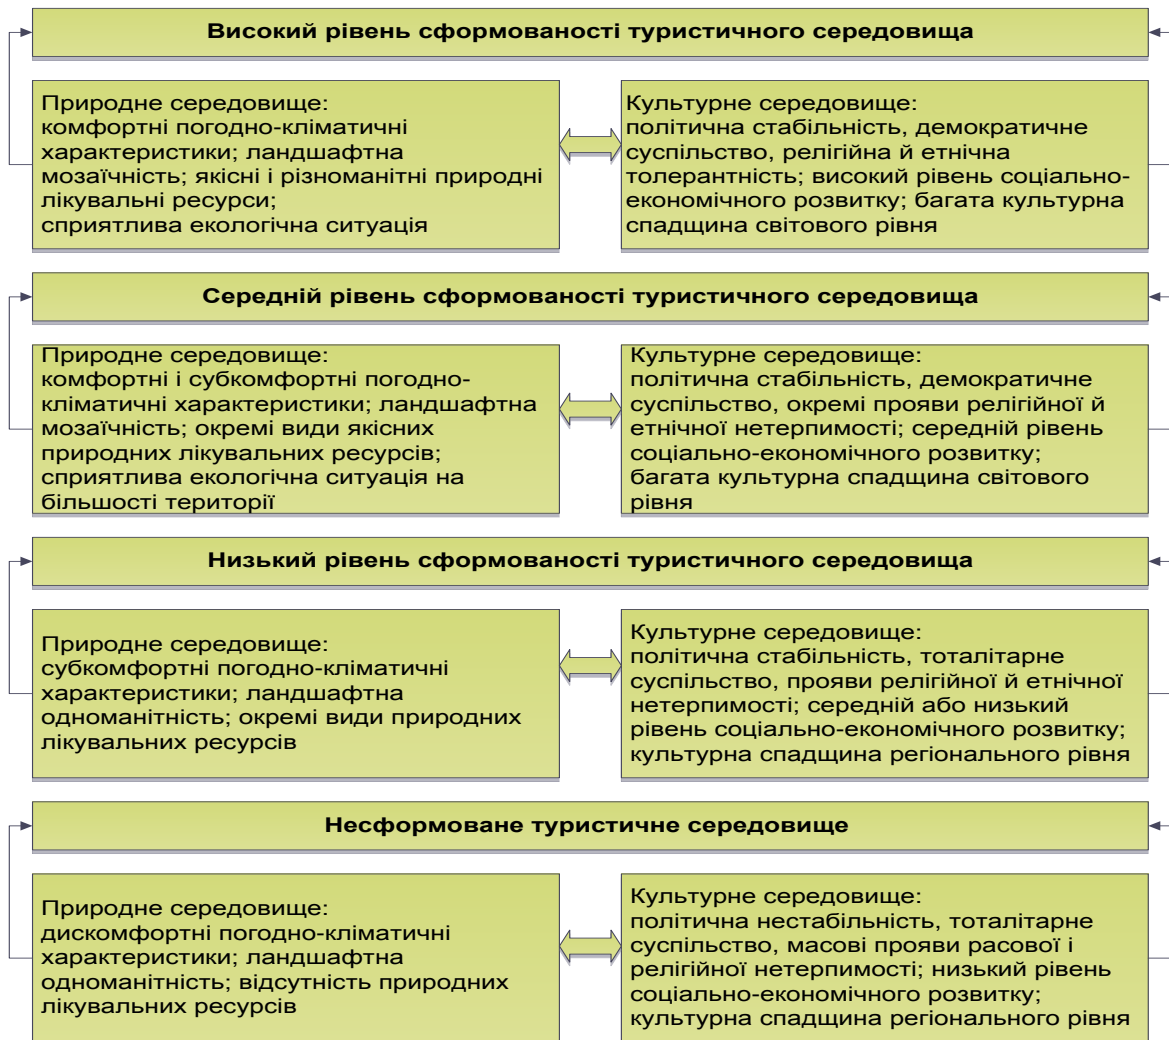 Високий рівень сформованості туристичного середовища
Природне середовище:
комфортні погодно-кліматичні
характеристики; ландшафтна
мозаїчність; якісні і різноманітні природні
лікувальні ресурси;
сприятлива екологічна ситуація
Культурне середовище:
політична стабільність, демократичне
суспільство, релігійна й етнічна
толерантність; високий рівень соціально-
економічного розвитку; багата культурна
спадщина світового рівня
Середній рівень сформованості туристичного середовища
Природне середовище:
комфортні і субкомфортні погодно-
кліматичні характеристики; ландшафтна
мозаїчність; окремі види якісних
природних лікувальних ресурсів;
сприятлива екологічна ситуація на
більшості території
Культурне середовище:
політична стабільність, демократичне
суспільство, окремі прояви релігійної й
етнічної нетерпимості; середній рівень
соціально-економічного розвитку;
багата культурна спадщина світового
рівня
Низький рівень сформованості туристичного середовища
Природне середовище:
субкомфортні погодно-кліматичні
характеристики; ландшафтна
одноманітність; окремі види природних
лікувальних ресурсів
Культурне середовище:
політична стабільність, тоталітарне
суспільство, прояви релігійної й етнічної
нетерпимості; середній або низький
рівень соціально-економічного розвитку;
культурна спадщина регіонального рівня
Несформоване туристичне середовище
Природне середовище:
дискомфортні погодно-кліматичні
характеристики; ландшафтна
одноманітність; відсутність природних
лікувальних ресурсів
Культурне середовище:
політична нестабільність, тоталітарне
суспільство, масові прояви расової і
релігійної нетерпимості; низький рівень
соціально-економічного розвитку;
культурна спадщина регіонального рівня